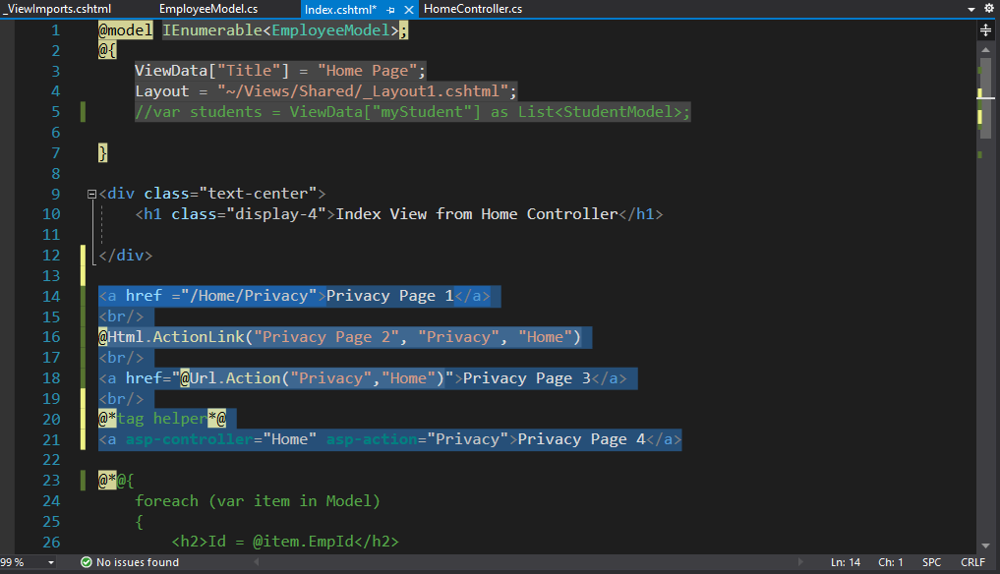 _ViewImports.cshtml EmployeeModel.cs Index.cshtml* HomeController.cs
1 @model IEnumerable<EmployeeModel>;
2 @{
3 ViewData["Title"] = "Home Page";
4 Layout = "~/Views/Shared/_Layout1.cshtml";
5 //var students = ViewData["myStudent"] as List<StudentModel>;
6
7 }
8
9 <div class="text-center">
10 <h1 class="display-4">Index View from Home Controller</h1>
11
12 </div>
13
14 <a href ="/Home/Privacy">Privacy Page 1</a>
15 <br/>
16 @Html.ActionLink("Privacy Page 2", "Privacy", "Home")
17 <br/>
18 <a href="@Url.Action("Privacy","Home")">Privacy Page 3</a>
19 <br/>
20 @*tag helper*@
21 <a asp-controller="Home" asp-action="Privacy">Privacy Page 4</a>
22
23 @*@{
24 foreach (var item in Model)
25 {
26 <h2>Id = @item.EmpId</h2>
99 % No issues found Ln: 14 Ch: 1 SPC CRLF